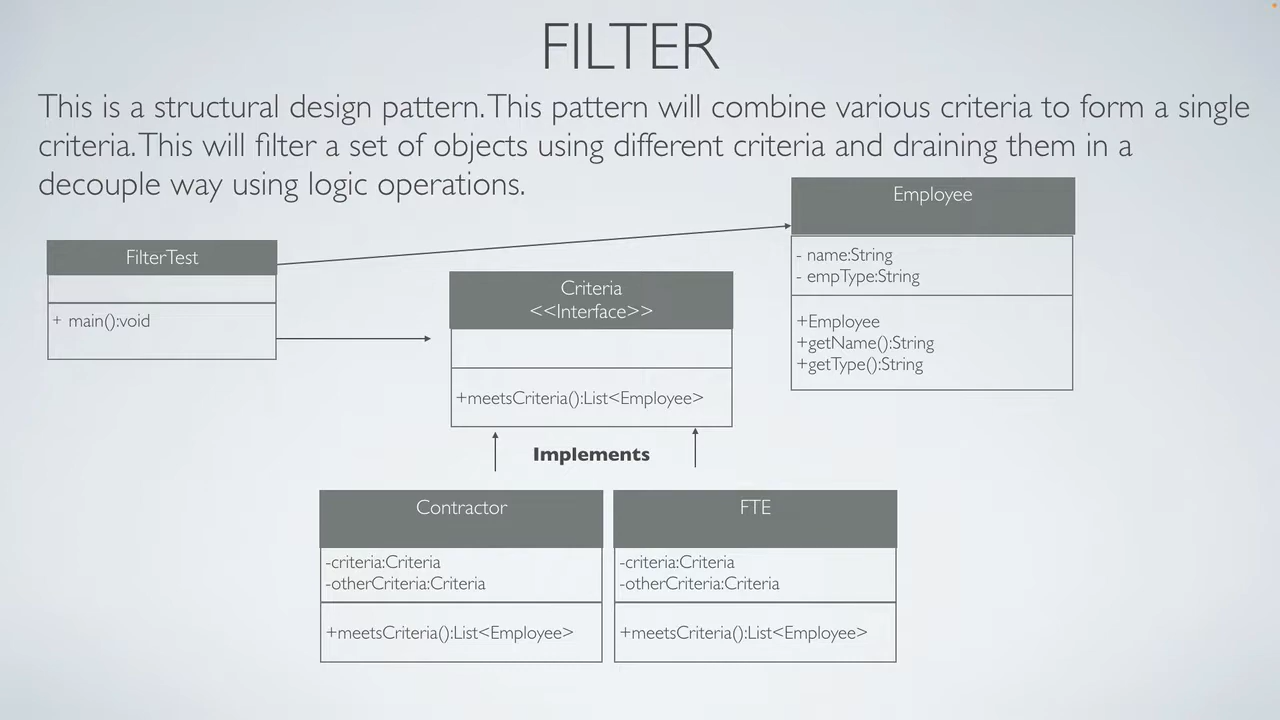 FILTER
This is a structural design pattern. This pattern will combine various criteria to form a single
criteria. This will filter a set of objects using different criteria and draining them in a
decouple way using logic operations.
Employee
- name:String
- empType:String
+Employee
+getName():String
+getType():String
FilterTest
+ main():void
Criteria
<<Interface>>
+meetsCriteria():List<Employee>
Implements
Contractor
-criteria:Criteria
-otherCriteria:Criteria
+meetsCriteria():List<Employee>
FTE
-criteria:Criteria
-otherCriteria:Criteria
+meetsCriteria():List<Employee>